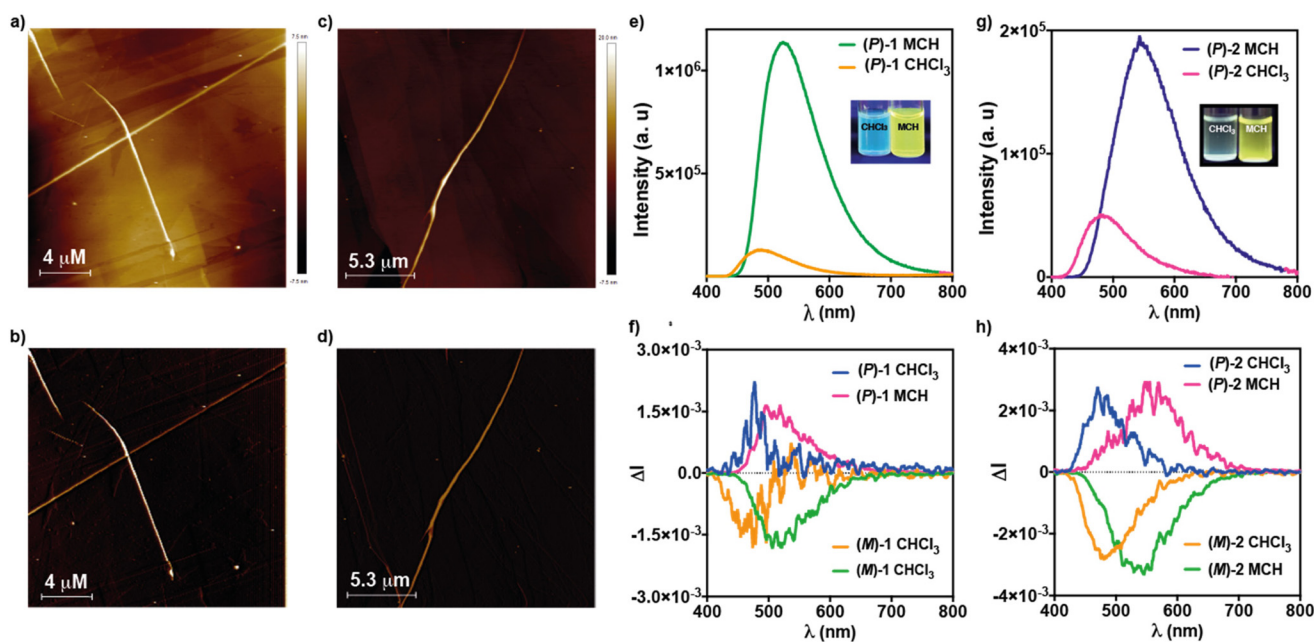 a)
7.5 nm
-7.5 nm
4 µM
b)
4 µM
c)
20.0 nm
-7.5 nm
5.3 µm
d)
5.3 µm
e)
Intensity (a. u)
1×10⁶
5×10⁵
(P)-1 MCH
(P)-1 CHCl₃
CHCl₃ MCH
400 500 600 700 800
λ (nm)
f)
ΔI
3.0×10⁻³
1.5×10⁻³
0.0
-1.5×10⁻³
-3.0×10⁻³
(P)-1 CHCl₃
(P)-1 MCH
(M)-1 CHCl₃
(M)-1 CHCl₃
400 500 600 700 800
λ (nm)
g)
Intensity (a. u)
2×10⁵
1×10⁵
0
(P)-2 MCH
(P)-2 CHCl₃
CHCl₃ MCH
400 500 600 700 800
λ (nm)
h)
ΔI
4×10⁻³
2×10⁻³
0
-2×10⁻³
-4×10⁻³
(P)-2 CHCl₃
(P)-2 MCH
(M)-2 CHCl₃
(M)-2 MCH
400 500 600 700 800
λ (nm)